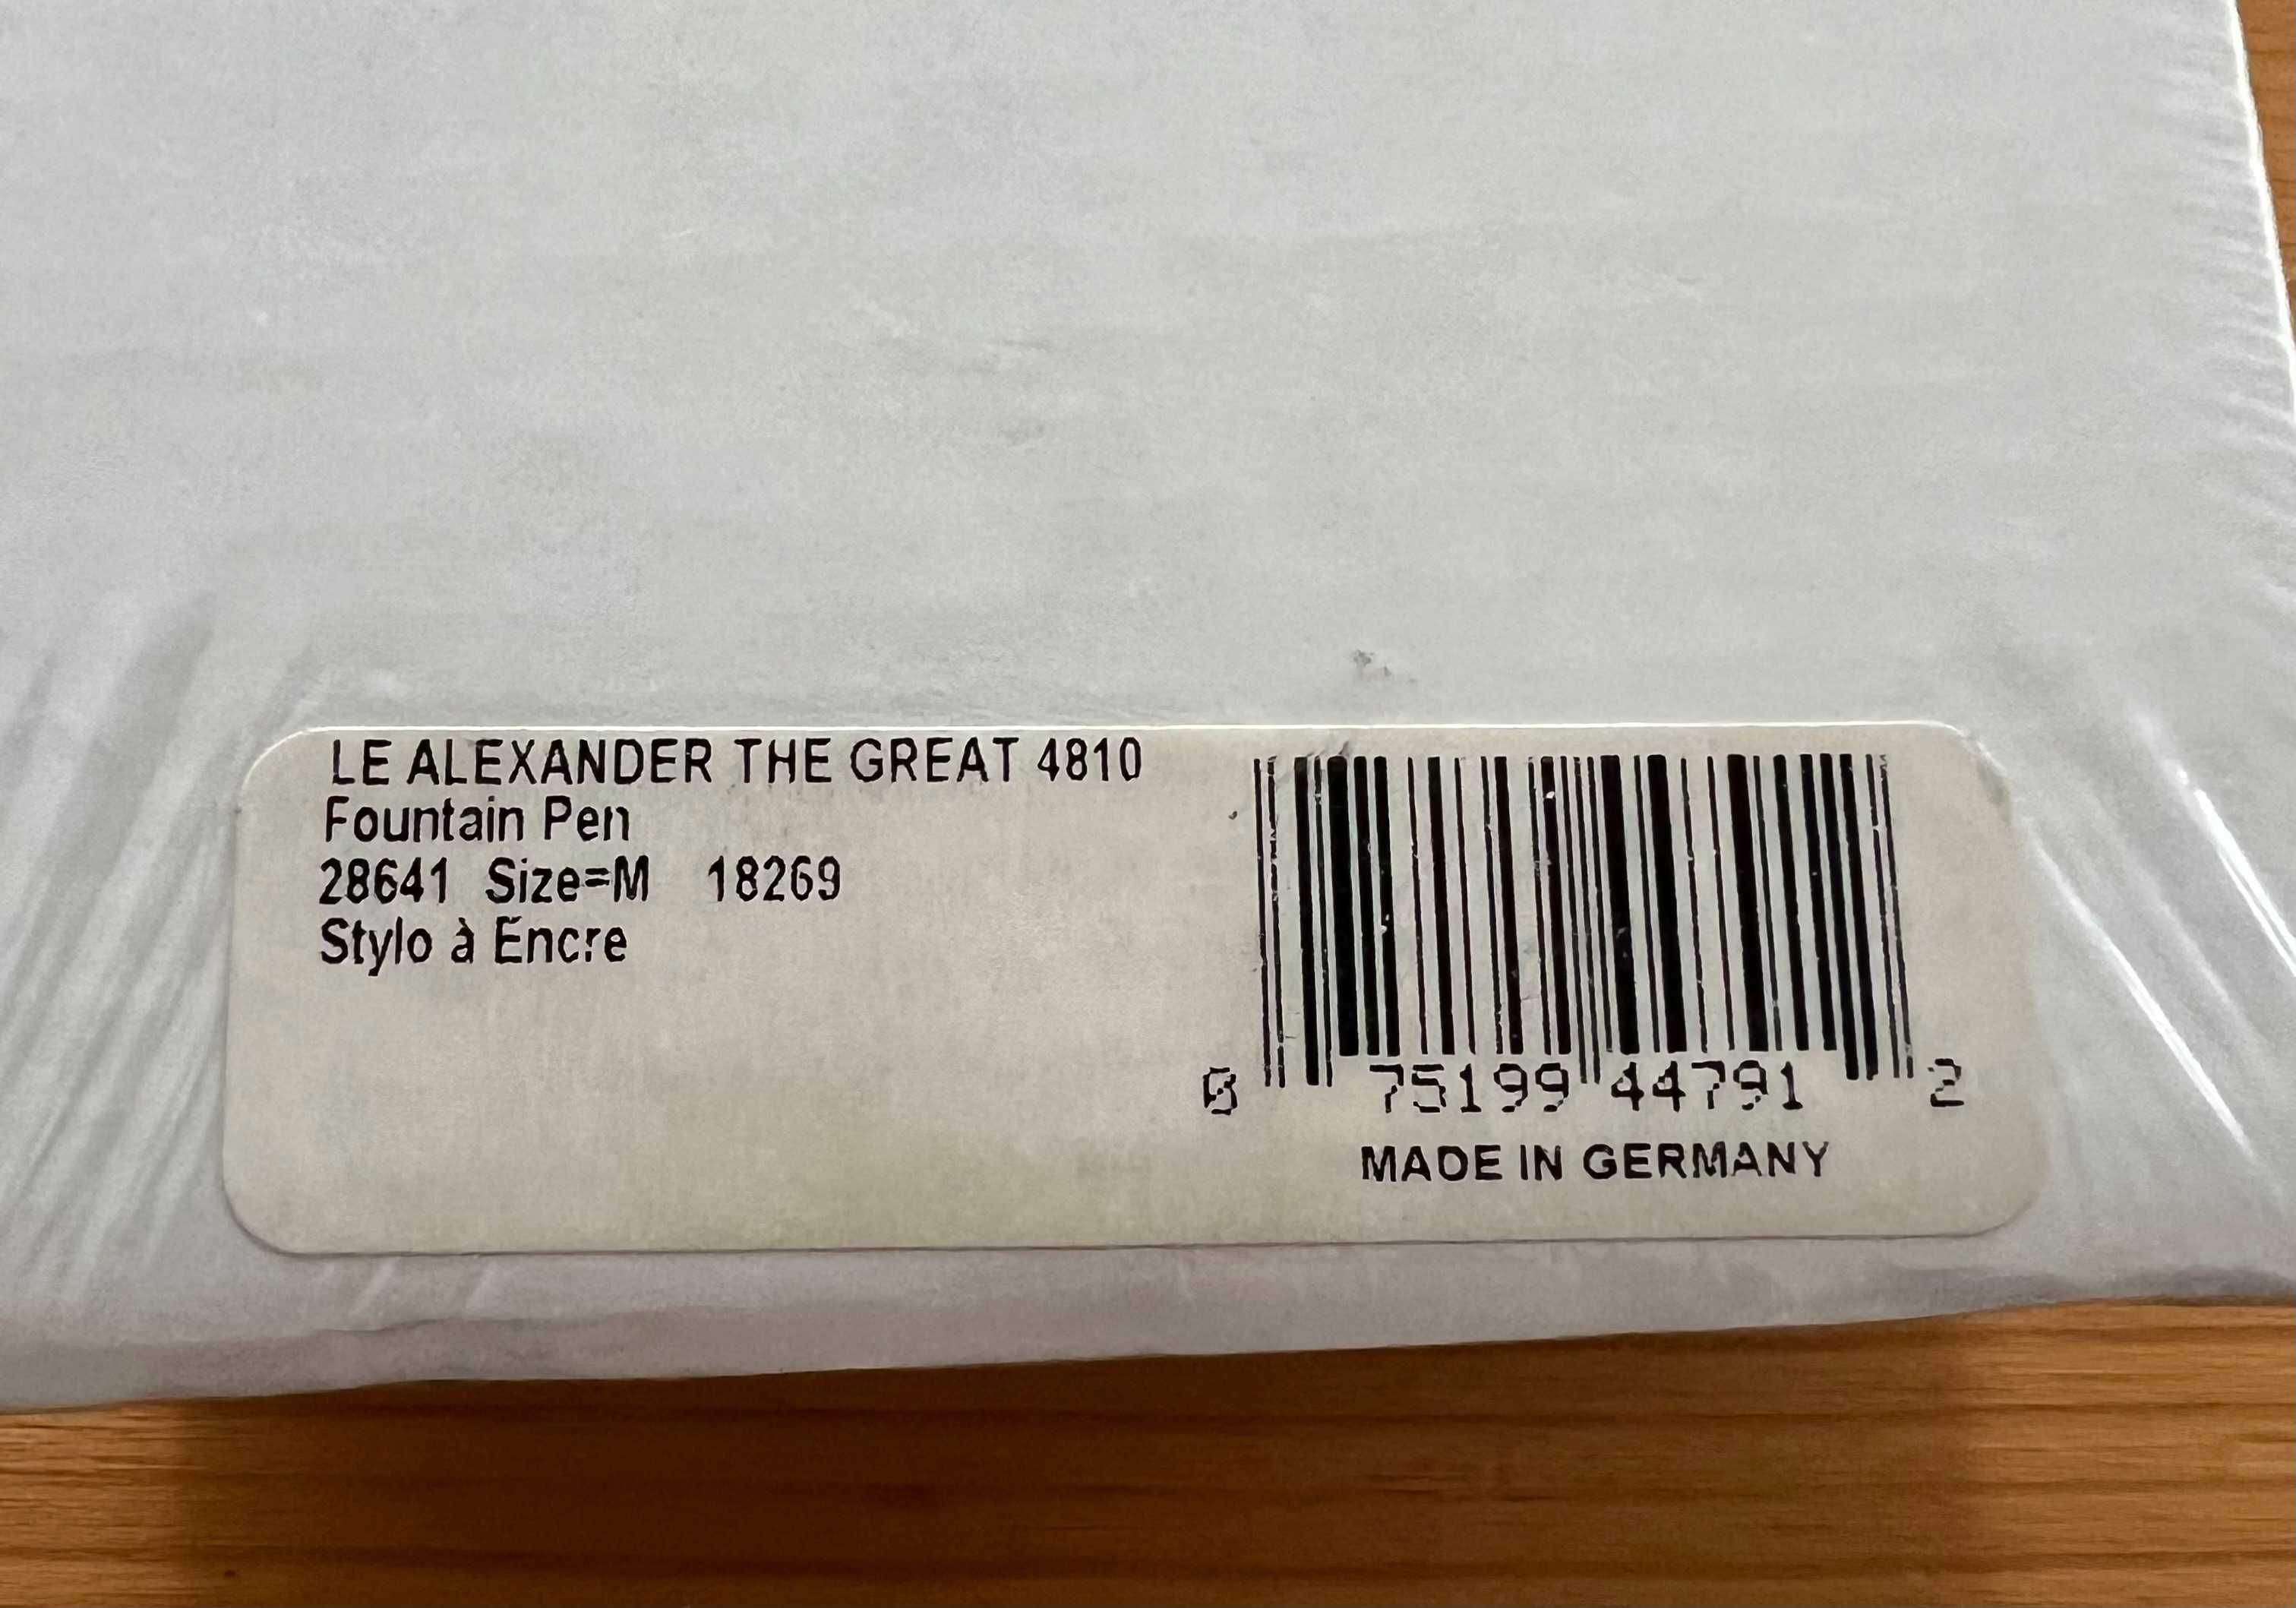 LE ALEXANDER THE GREAT 4810
Fountain Pen
28641 Size=M 18269
Stylo à Encre
0 75199 44791 2
MADE IN GERMANY